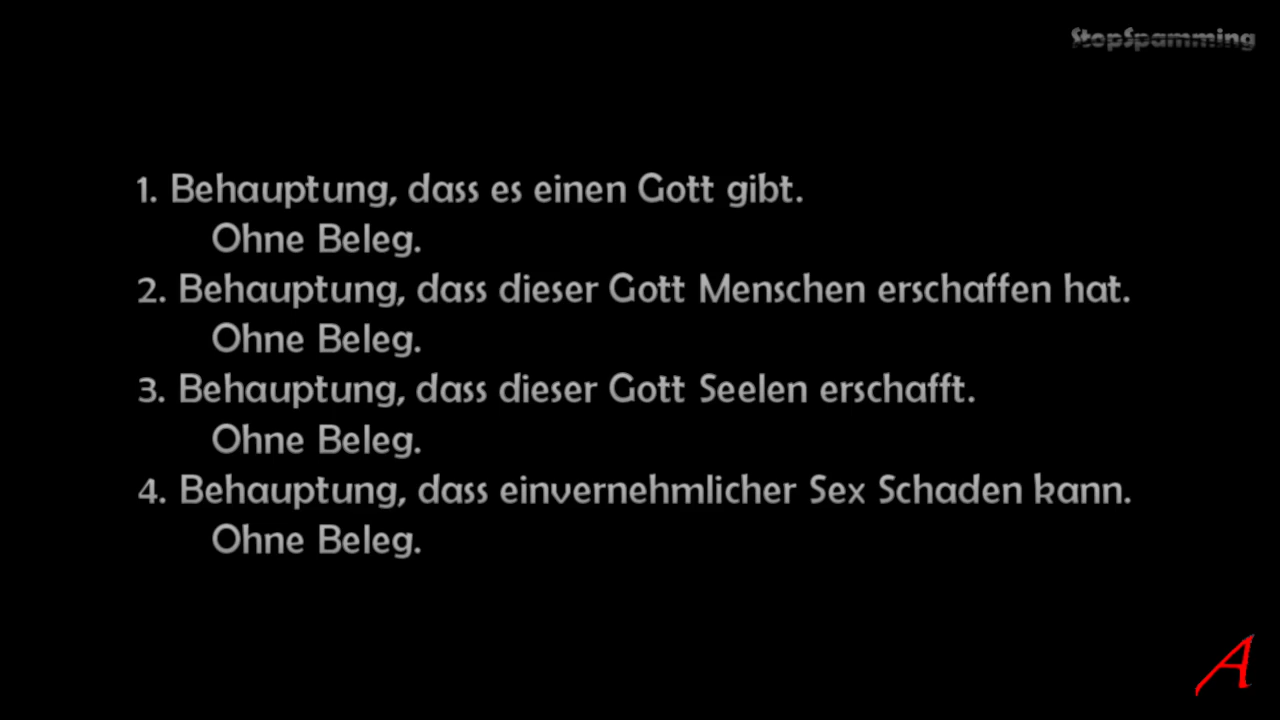 StopSpamming
1. Behauptung, dass es einen Gott gibt.
Ohne Beleg.
2. Behauptung, dass dieser Gott Menschen erschaffen hat.
Ohne Beleg.
3. Behauptung, dass dieser Gott Seelen erschafft.
Ohne Beleg.
4. Behauptung, dass einvernehmlicher Sex Schaden kann.
Ohne Beleg.
A